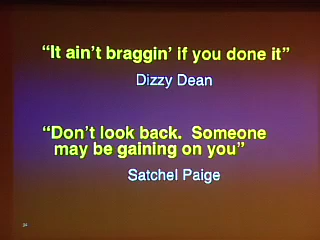 “It ain’t braggin’ if you done it”
Dizzy Dean
“Don’t look back. Someone
may be gaining on you”
Satchel Paige